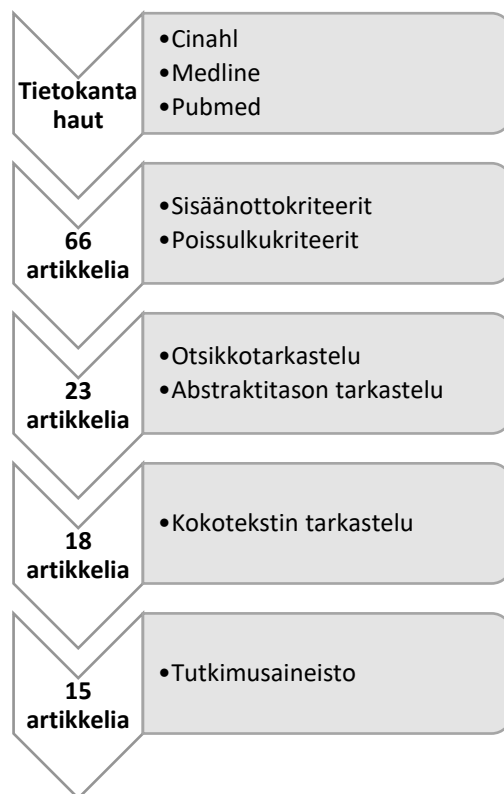 Tietokanta
haut
•Cinahl
•Medline
•Pubmed
66
artikkelia
•Sisäänottokriteerit
•Poissulkukriteerit
23
artikkelia
•Otsikkotarkastelu
•Abstraktitason tarkastelu
18
artikkelia
•Kokotekstin tarkastelu
15
artikkelia
•Tutkimusaineisto